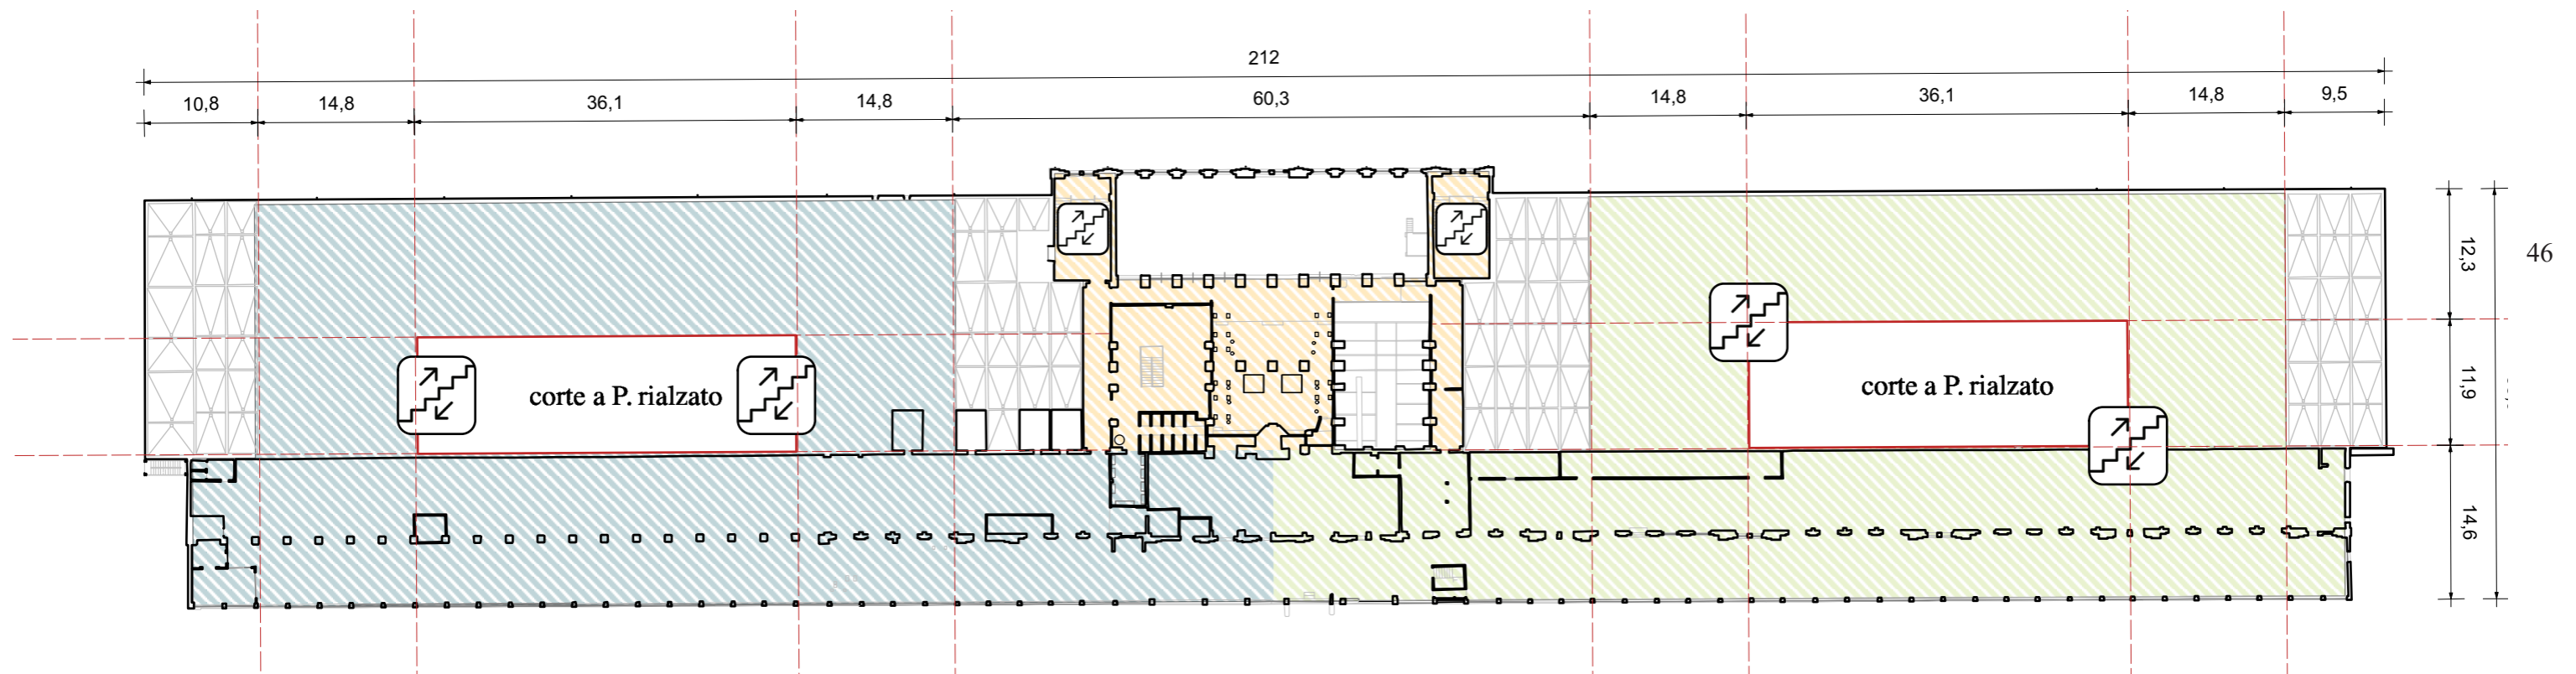 212
10,8 14,8 36,1 14,8 60,3 14,8 36,1 14,8 9,5
12,3
46
11,9
corte a P. rialzato
corte a P. rialzato
14,6